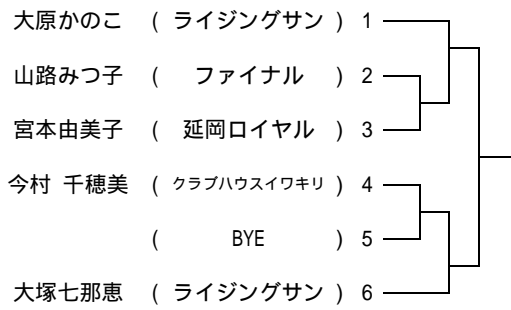 大原かのこ ( ライジングサン ) 1
山路みつ子 ( ファイナル ) 2
宮本由美子 ( 延岡ロイヤル ) 3
今村 千穂美 ( クラブハウスイワキリ ) 4
( BYE ) 5
大塚七那恵 ( ライジングサン ) 6